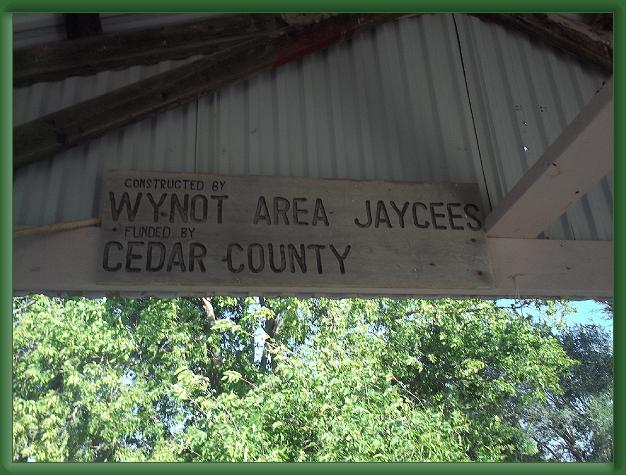 CONSTRUCTED BY
WYNOT AREA JAYCEES
FUNDED BY
CEDAR COUNTY